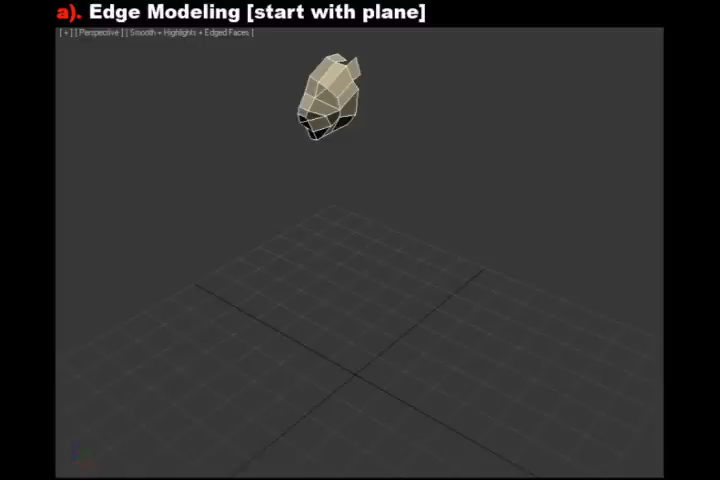 a). Edge Modeling [start with plane]
[ + ] [ Perspective ] [ Smooth + Highlights + Edged Faces ]